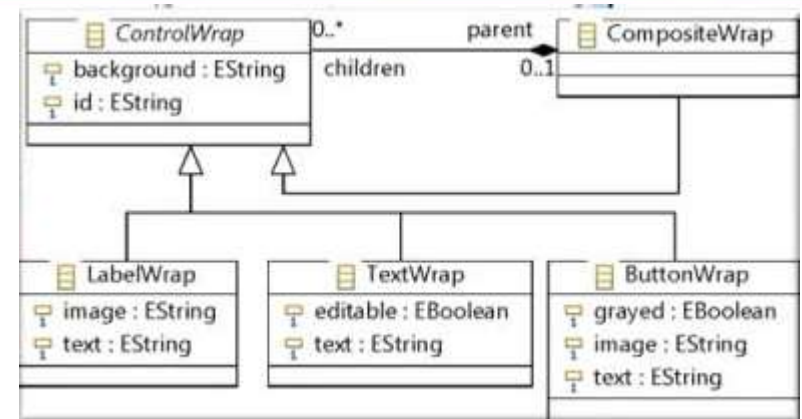 ControlWrap
background : EString
id : EString
0..*
parent
children
0..1
CompositeWrap
LabelWrap
image : EString
text : EString
TextWrap
editable : EBoolean
text : EString
ButtonWrap
grayed : EBoolean
image : EString
text : EString